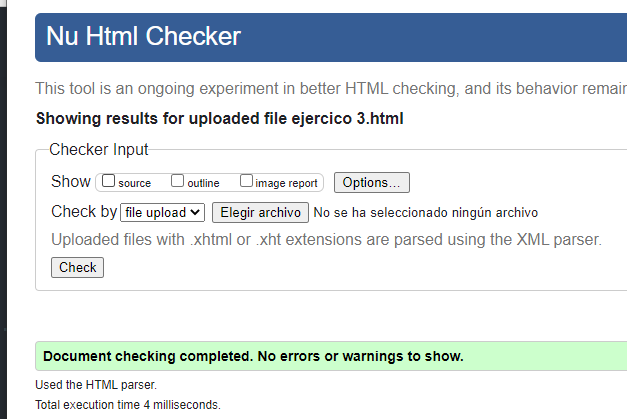 Nu Html Checker
This tool is an ongoing experiment in better HTML checking, and its behavior remain
Showing results for uploaded file ejercico 3.html
Checker Input
Show source outline image report Options...
Check by file upload Elegir archivo No se ha seleccionado ningún archivo
Uploaded files with .xhtml or .xht extensions are parsed using the XML parser.
Check
Document checking completed. No errors or warnings to show.
Used the HTML parser.
Total execution time 4 milliseconds.